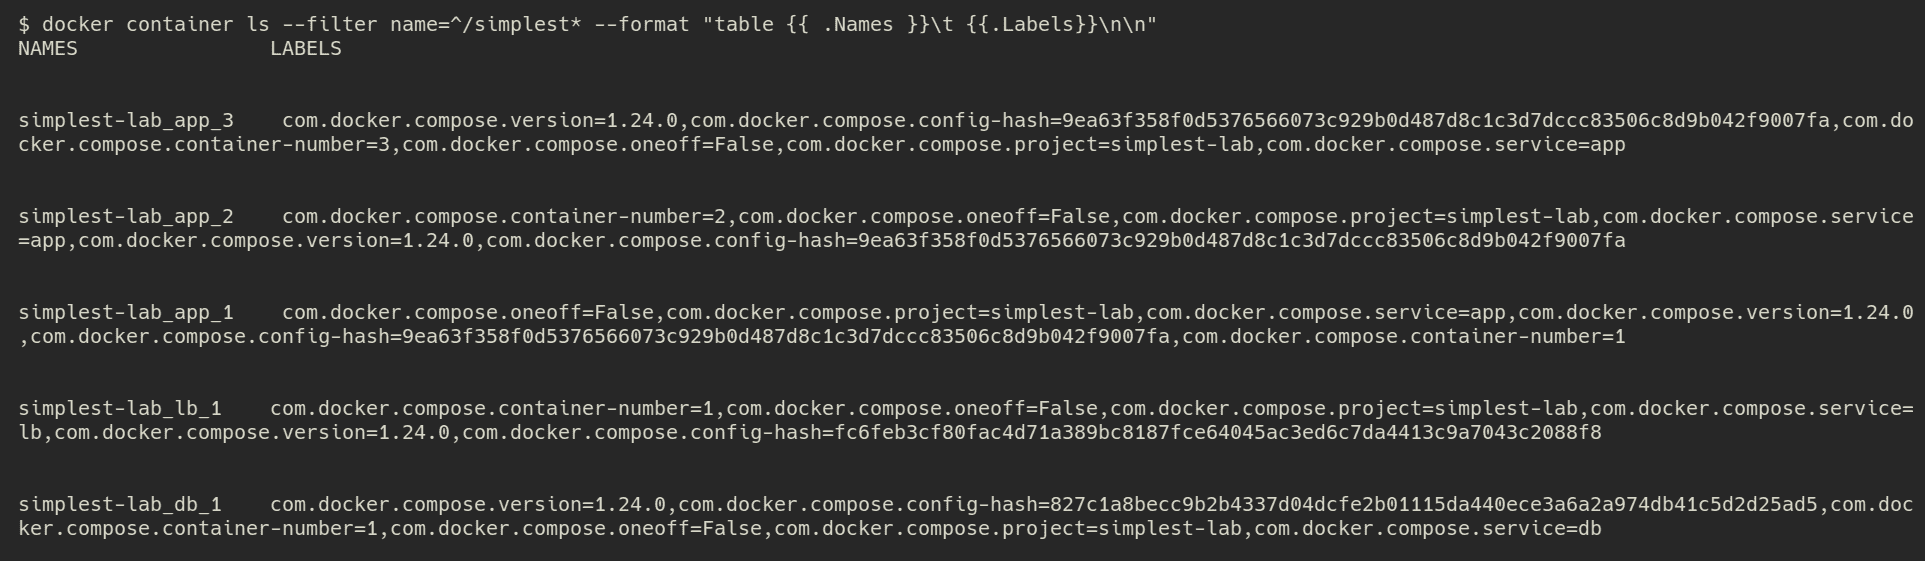 $ docker container ls --filter name=^/simplest* --format "table {{ .Names }}\t {{.Labels}}\n\n"
NAMES                LABELS
simplest-lab_app_3    com.docker.compose.version=1.24.0,com.docker.compose.config-hash=9ea63f358f0d5376566073c929b0d487d8c1c3d7dccc83506c8d9b042f9007fa,com.do
cker.compose.container-number=3,com.docker.compose.oneoff=False,com.docker.compose.project=simplest-lab,com.docker.compose.service=app
simplest-lab_app_2    com.docker.compose.container-number=2,com.docker.compose.oneoff=False,com.docker.compose.project=simplest-lab,com.docker.compose.service
=app,com.docker.compose.version=1.24.0,com.docker.compose.config-hash=9ea63f358f0d5376566073c929b0d487d8c1c3d7dccc83506c8d9b042f9007fa
simplest-lab_app_1    com.docker.compose.oneoff=False,com.docker.compose.project=simplest-lab,com.docker.compose.service=app,com.docker.compose.version=1.24.0
,com.docker.compose.config-hash=9ea63f358f0d5376566073c929b0d487d8c1c3d7dccc83506c8d9b042f9007fa,com.docker.compose.container-number=1
simplest-lab_lb_1    com.docker.compose.container-number=1,com.docker.compose.oneoff=False,com.docker.compose.project=simplest-lab,com.docker.compose.service=
lb,com.docker.compose.version=1.24.0,com.docker.compose.config-hash=fc6feb3cf80fac4d71a389bc8187fce64045ac3ed6c7da4413c9a7043c2088f8
simplest-lab_db_1    com.docker.compose.version=1.24.0,com.docker.compose.config-hash=827c1a8becc9b2b4337d04dcfe2b01115da440ece3a6a2a974db41c5d2d25ad5,com.doc
ker.compose.container-number=1,com.docker.compose.oneoff=False,com.docker.compose.project=simplest-lab,com.docker.compose.service=db